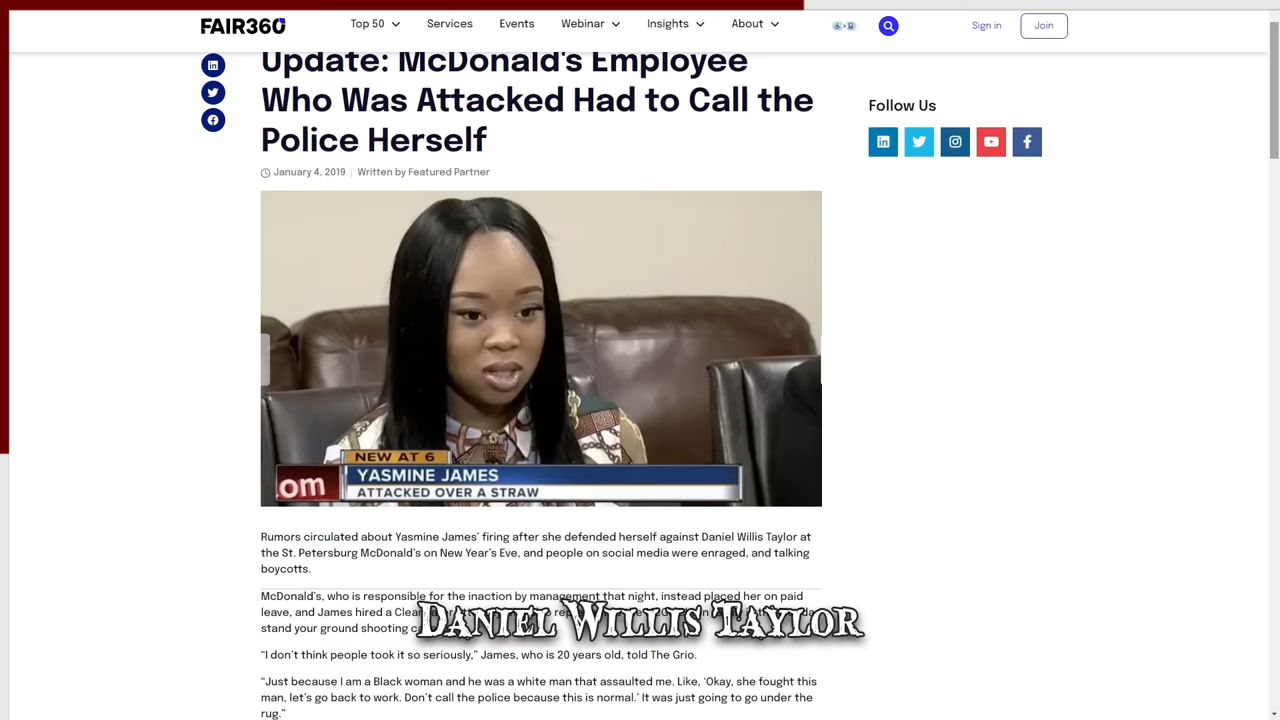 FAIR360
Top 50 Services Events Webinar Insights About
Sign in Join
Update: McDonald's Employee
Who Was Attacked Had to Call the
Police Herself
Follow Us
January 4, 2019 | Written by Featured Partner
NEW AT 6
om YASMINE JAMES
ATTACKED OVER A STRAW
Rumors circulated about Yasmine James' firing after she defended herself against Daniel Willis Taylor at
the St. Petersburg McDonald's on New Year's Eve, and people on social media were enraged, and talking
boycotts.
McDonald's, who is responsible for the inaction by management that night, instead placed her on paid
leave, and James hired a
stand your ground shooting
DANIEL WILLIS TAYLOR
"I don't think people took it so seriously," James, who is 20 years old, told The Grio.
"Just because I am a Black woman and he was a white man that assaulted me. Like, 'Okay, she fought this
man, let's go back to work. Don't call the police because this is normal.' It was just going to go under the
rug."